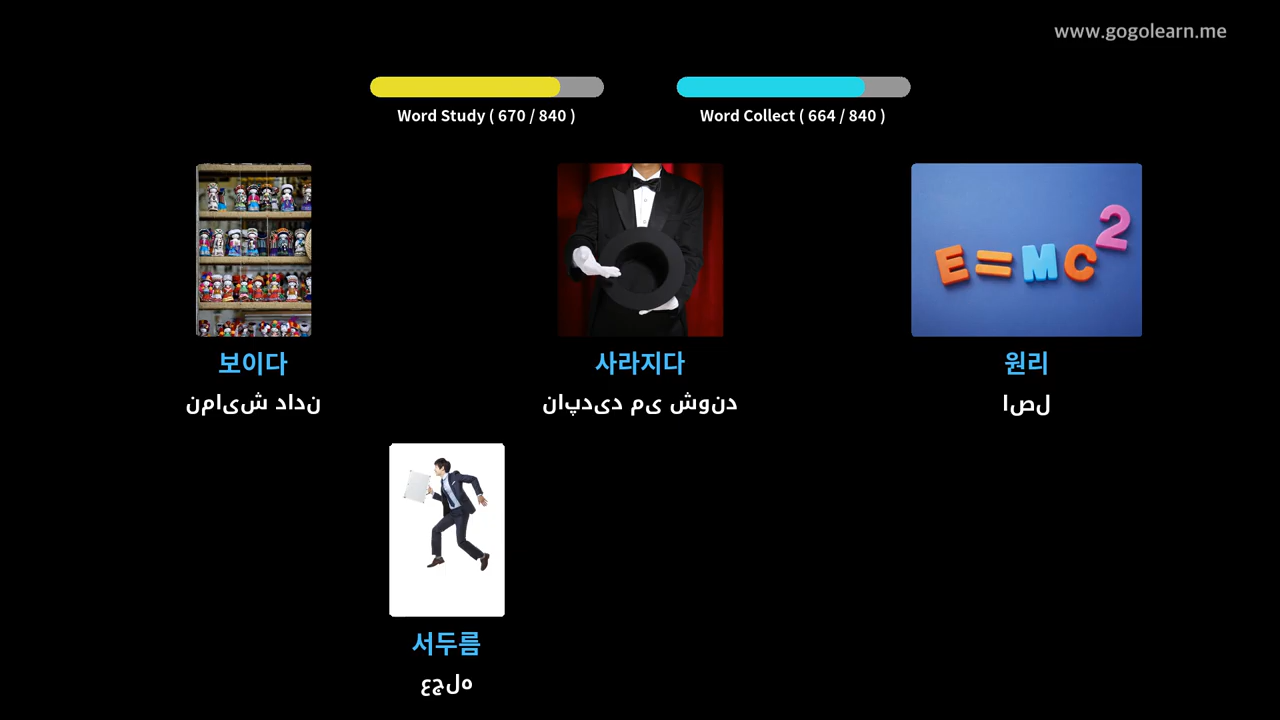 www.gogolearn.me
Word Study ( 670 / 840 )
Word Collect ( 664 / 840 )
보이다
نمایش دادن
사라지다
ناپدید می شوند
원리
اصل
E=MC2
서두름
عجله